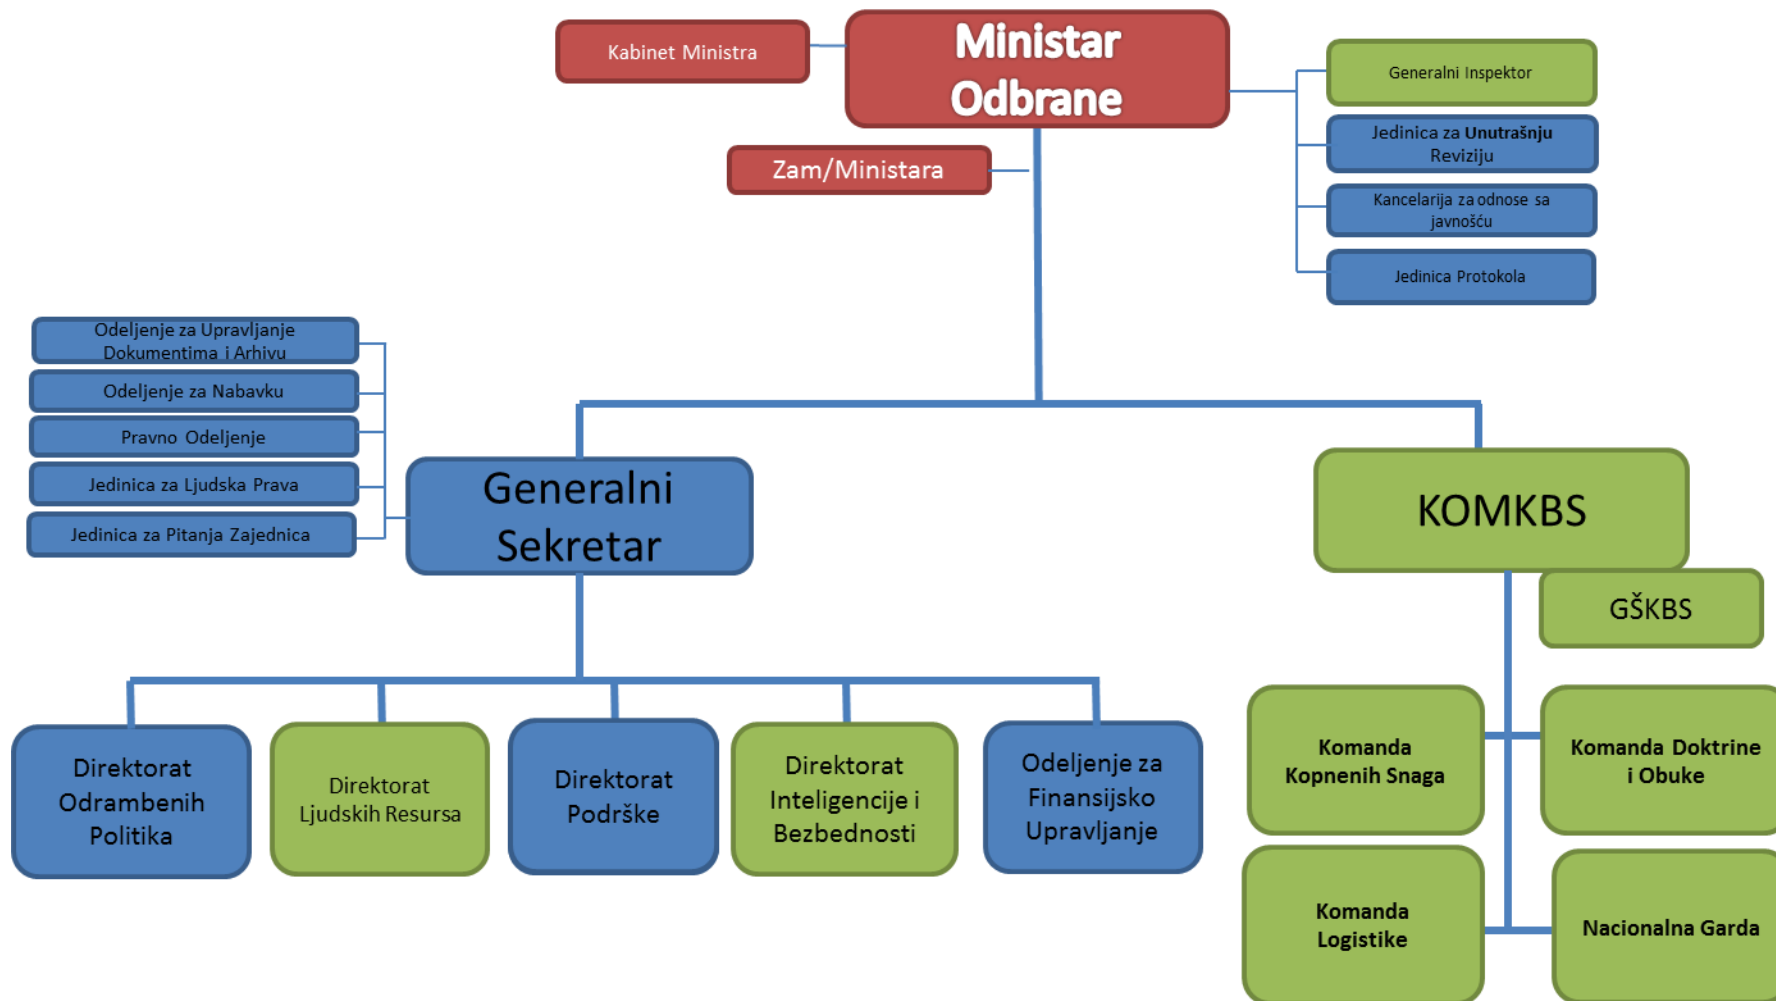 Kabinet Ministra
Ministar
Odbrane
Zam/Ministara
Generalni Inspektor
Jedinica za Unutrašnju
Reviziju
Kancelarija za odnose sa
javnošću
Jedinica Protokola
Odeljenje za Upravljanje
Dokumentima i Arhivu
Odeljenje za Nabavku
Pravno Odeljenje
Jedinica za Ljudska Prava
Jedinica za Pitanja Zajednica
Generalni
Sekretar
KOMKBS
GŠKBS
Direktorat
Odrambenih
Politika
Direktorat
Ljudskih Resursa
Direktorat
Podrške
Direktorat
Inteligencije i
Bezbednosti
Odeljenje za
Finansijsko
Upravljanje
Komanda
Kopnenih Snaga
Komanda Doktrine
i Obuke
Komanda
Logistike
Nacionalna Garda